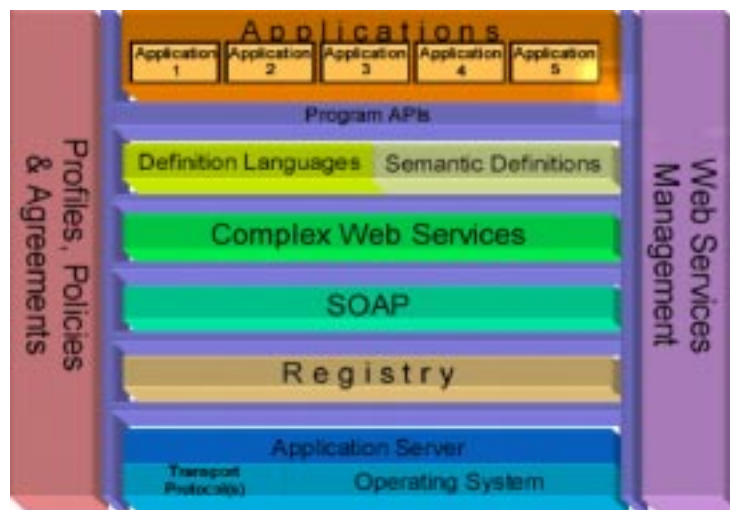 Applications
Application
1
Application
2
Application
3
Application
4
Application
5
Program APIs
Profiles, Policies
& Agreements
Definition Languages
Semantic Definitions
Complex Web Services
SOAP
Registry
Application Server
Transport
Protocal(s)
Operating System
Web Services
Management